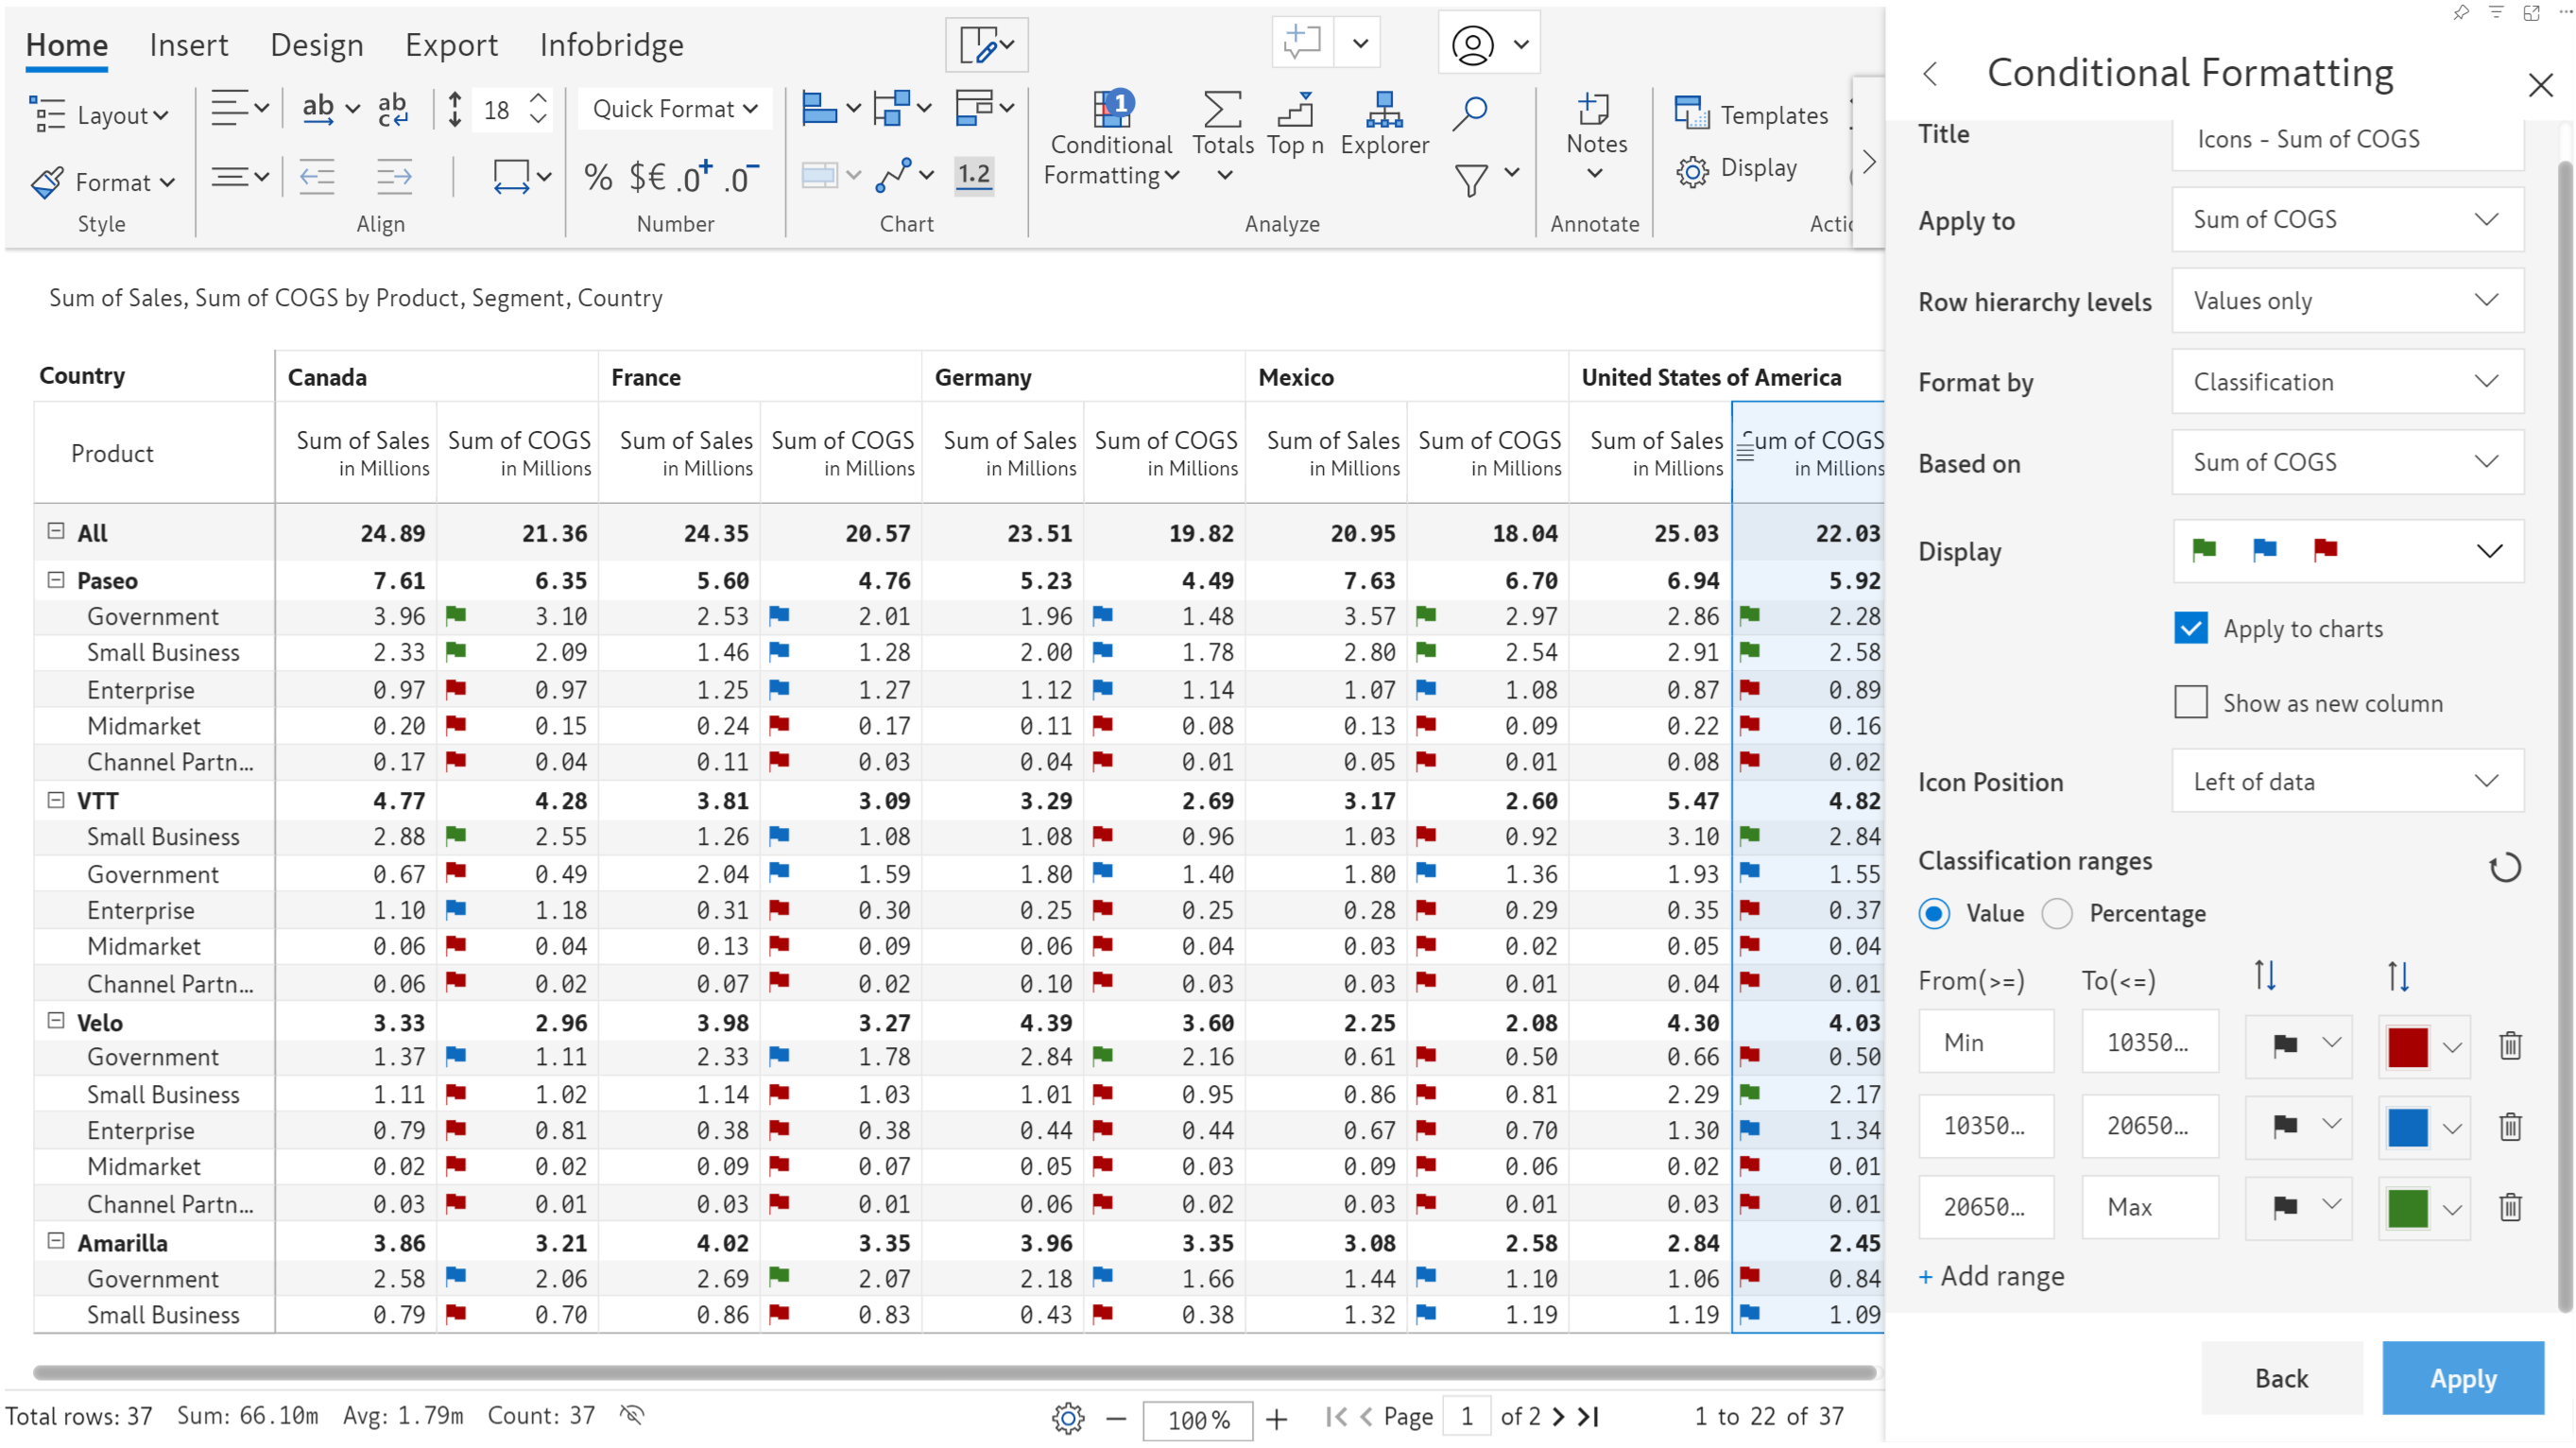 Home Insert Design Export Infobridge
Layout ab ab c 18 Quick Format
Conditional Formatting 1 Totals Top n Explorer Notes Templates
Format % $€ .0+ .0- 1.2 Display
Style Align Number Chart Analyze Annotate Actic
Sum of Sales, Sum of COGS by Product, Segment, Country
Country Canada France Germany Mexico United States of America
Product Sum of Sales in Millions Sum of COGS in Millions Sum of Sales in Millions Sum of COGS in Millions Sum of Sales in Millions Sum of COGS in Millions Sum of Sales in Millions Sum of COGS in Millions Sum of Sales in Millions Sum of COGS in Millions
All 24.89 21.36 24.35 20.57 23.51 19.82 20.95 18.04 25.03 22.03
Paseo 7.61 6.35 5.60 4.76 5.23 4.49 7.63 6.70 6.94 5.92
Government 3.96 3.10 2.53 2.01 1.96 1.48 3.57 2.97 2.86 2.28
Small Business 2.33 2.09 1.46 1.28 2.00 1.78 2.80 2.54 2.91 2.58
Enterprise 0.97 0.97 1.25 1.27 1.12 1.14 1.07 1.08 0.87 0.89
Midmarket 0.20 0.15 0.24 0.17 0.11 0.08 0.13 0.09 0.22 0.16
Channel Partn... 0.17 0.04 0.11 0.03 0.04 0.01 0.05 0.01 0.08 0.02
VTT 4.77 4.28 3.81 3.09 3.29 2.69 3.17 2.60 5.47 4.82
Small Business 2.88 2.55 1.26 1.08 1.08 0.96 1.03 0.92 3.10 2.84
Government 0.67 0.49 2.04 1.59 1.80 1.40 1.80 1.36 1.93 1.55
Enterprise 1.10 1.18 0.31 0.30 0.25 0.25 0.28 0.29 0.35 0.37
Midmarket 0.06 0.04 0.13 0.09 0.06 0.04 0.03 0.02 0.05 0.04
Channel Partn... 0.06 0.02 0.07 0.02 0.10 0.03 0.03 0.01 0.04 0.01
Velo 3.33 2.96 3.98 3.27 4.39 3.60 2.25 2.08 4.30 4.03
Government 1.37 1.11 2.33 1.78 2.84 2.16 0.61 0.50 0.66 0.50
Small Business 1.11 1.02 1.14 1.03 1.01 0.95 0.86 0.81 2.29 2.17
Enterprise 0.79 0.81 0.38 0.38 0.44 0.44 0.67 0.70 1.30 1.34
Midmarket 0.02 0.02 0.09 0.07 0.05 0.03 0.09 0.06 0.02 0.01
Channel Partn... 0.03 0.01 0.03 0.01 0.06 0.02 0.03 0.01 0.03 0.01
Amarilla 3.86 3.21 4.02 3.35 3.96 3.35 3.08 2.58 2.84 2.45
Government 2.58 2.06 2.69 2.07 2.18 1.66 1.44 1.10 1.06 0.84
Small Business 0.79 0.70 0.86 0.83 0.43 0.38 1.32 1.19 1.19 1.09
Total rows: 37 Sum: 66.10m Avg: 1.79m Count: 37 100% Page 1 of 2 1 to 22 of 37
Conditional Formatting
Title Icons - Sum of COGS
Apply to Sum of COGS
Row hierarchy levels Values only
Format by Classification
Based on Sum of COGS
Display
Apply to charts
Show as new column
Icon Position Left of data
Classification ranges
Value Percentage
From(>=) To(<=)
Min 10350...
10350... 20650...
20650... Max
+ Add range
Back Apply